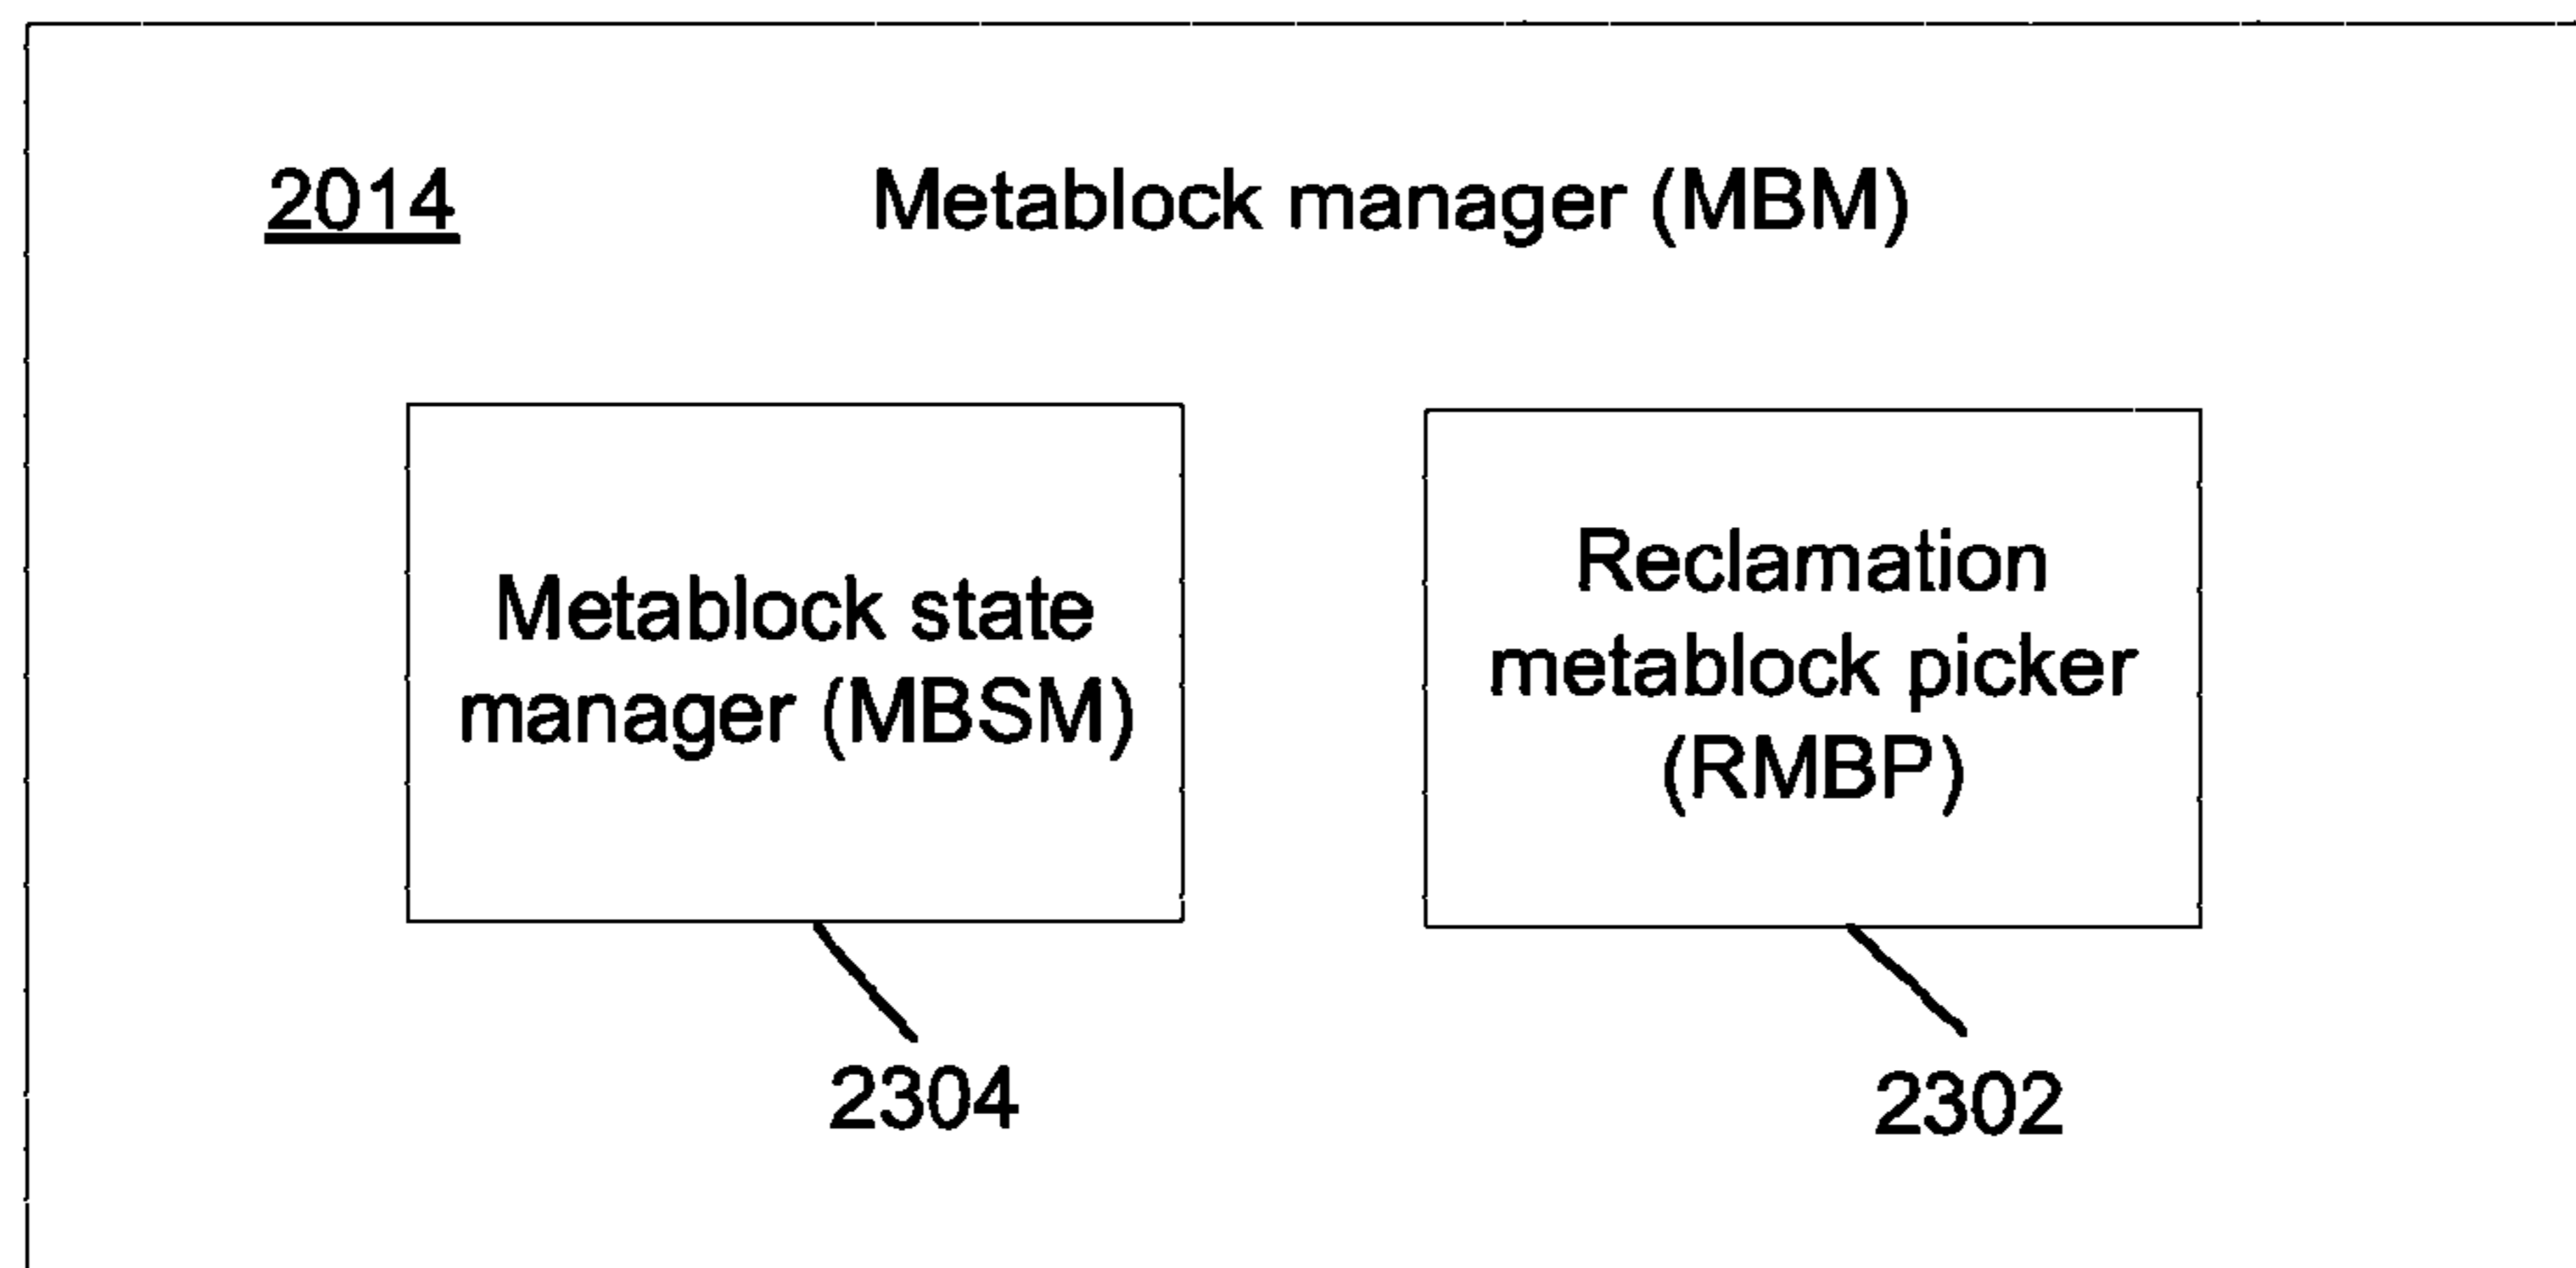 2014
Metablock manager (MBM)
Metablock state
manager (MBSM)
Reclamation
metablock picker
(RMBP)
2304
2302